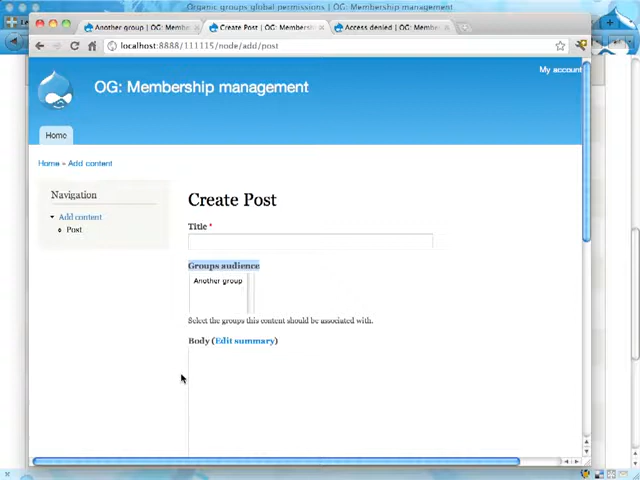 Organic groups global permissions | OG: Membership management
Another group | OG: Memb
Create Post | OG: Membersh
Access denied | OG: Membe
localhost:8888/111115/node/add/post
My account
OG: Membership management
Home
Home » Add content
Navigation
Add content
Post
Create Post
Title *
Groups audience
Another group
Select the groups this content should be associated with.
Body (Edit summary)